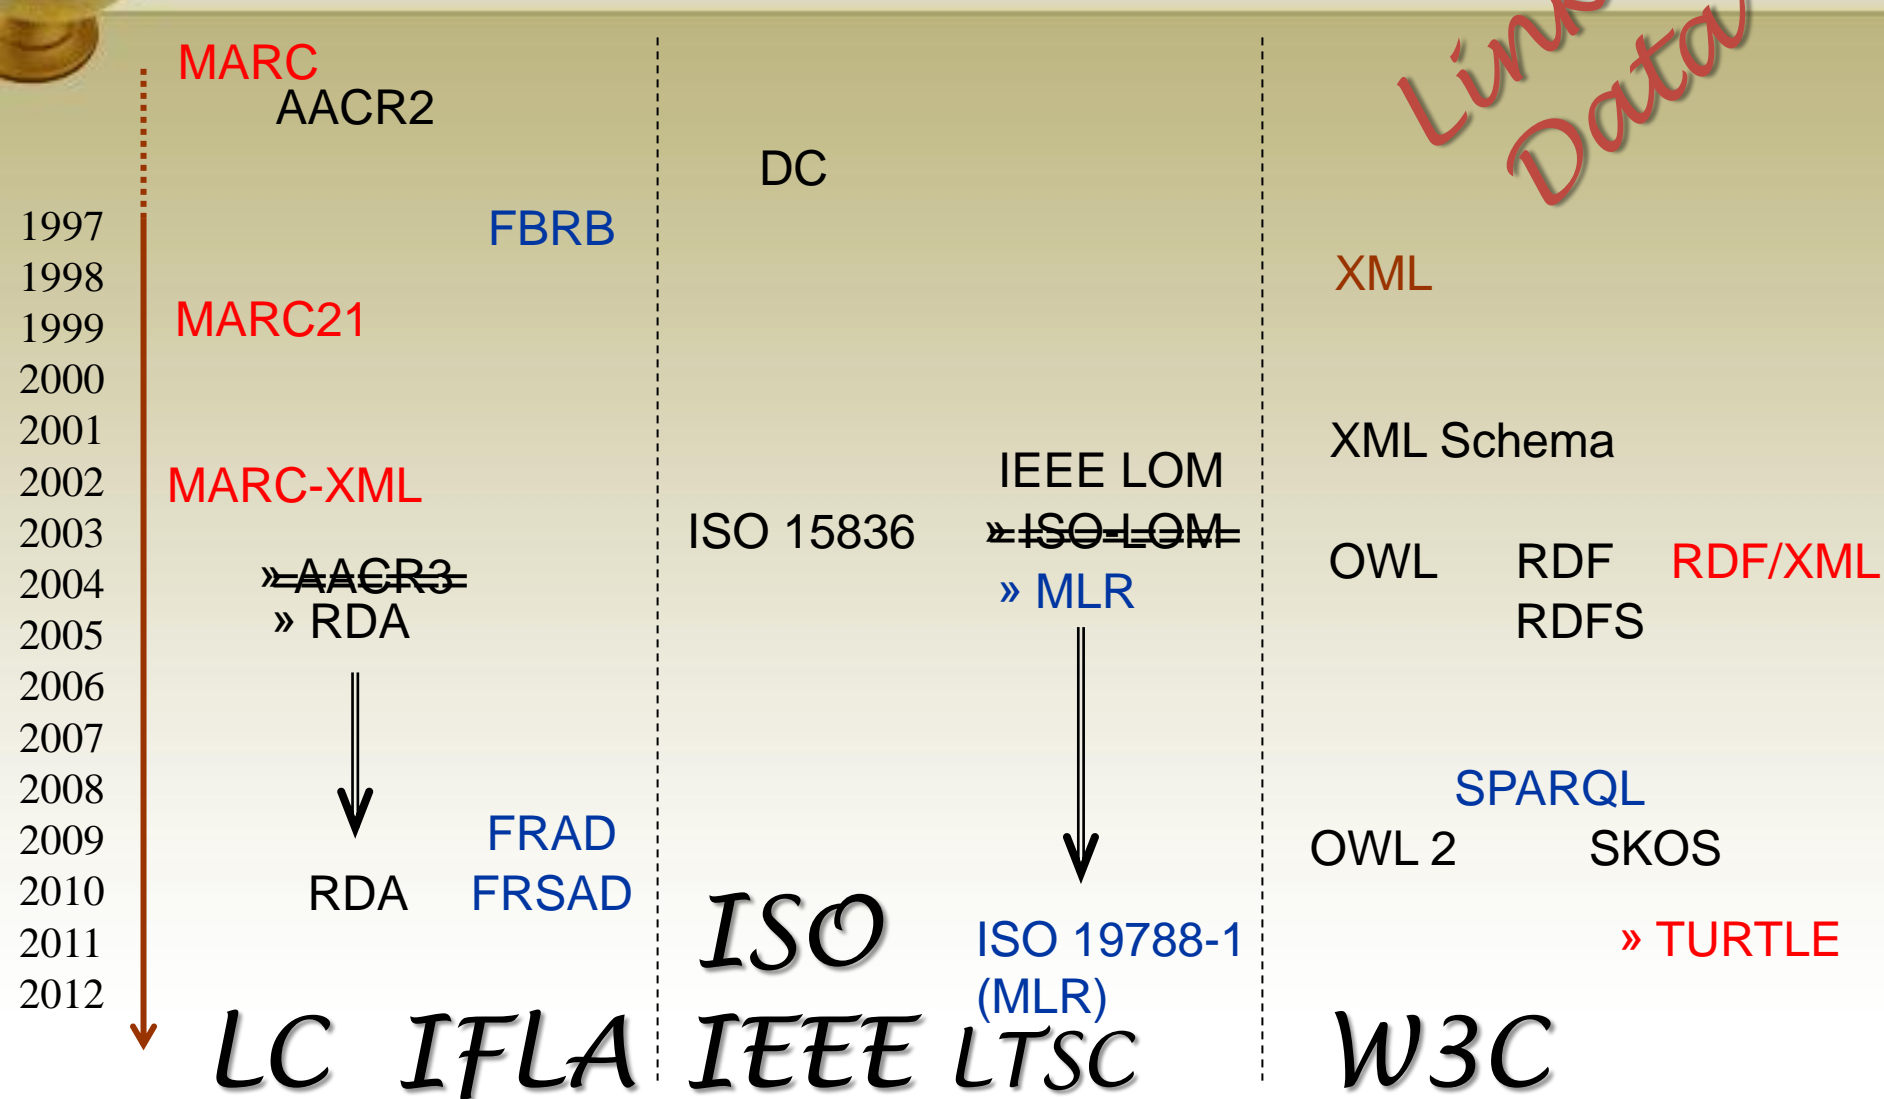 Data
MARC
AACR2
DC
1997
FBRB
1998
XML
1999
MARC21
2000
2001
XML Schema
2002
MARC-XML
IEEE LOM
2003
ISO 15836
» ISO-LOM
2004
» AACR3
» MLR
OWL RDF RDF/XML
2005
» RDA
RDFS
2006
2007
2008
SPARQL
2009
FRAD
OWL 2 SKOS
2010
RDA FRSAD
ISO
2011
ISO 19788-1
(MLR)
» TURTLE
2012
LC IFLA IEEE LTSC W3C